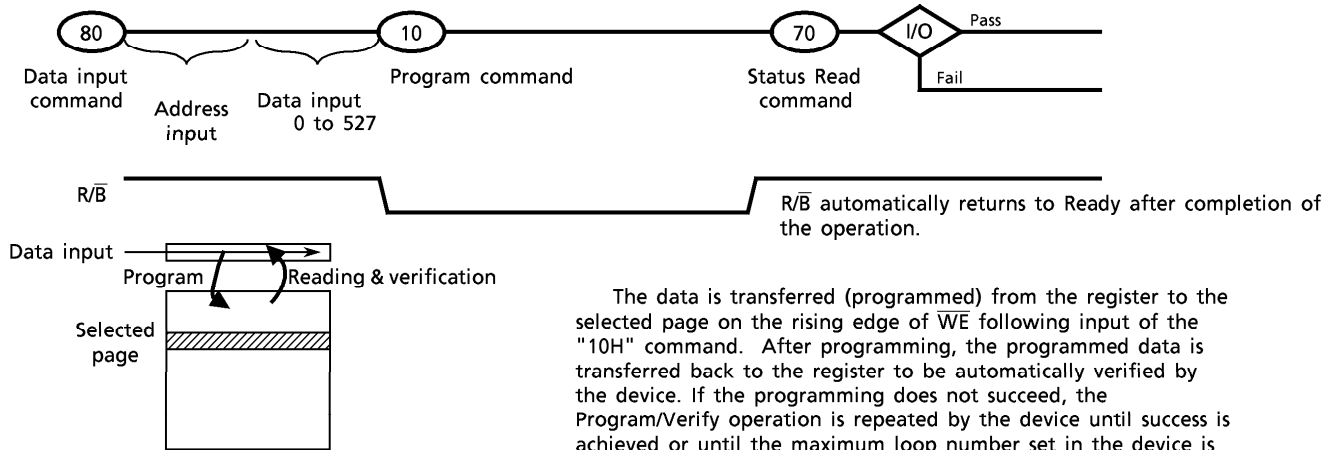 80
10
70
I/O
Pass
Fail
Data input
command
Address
input
Data input
0 to 527
Program command
Status Read
command
R/B̅
R/B̅ automatically returns to Ready after completion of
the operation.
Data input
Program
Reading & verification
Selected
page
The data is transferred (programmed) from the register to the
selected page on the rising edge of W̅E̅ following input of the
"10H" command. After programming, the programmed data is
transferred back to the register to be automatically verified by
the device. If the programming does not succeed, the
Program/Verify operation is repeated by the device until success is
achieved or until the maximum loop number set in the device is